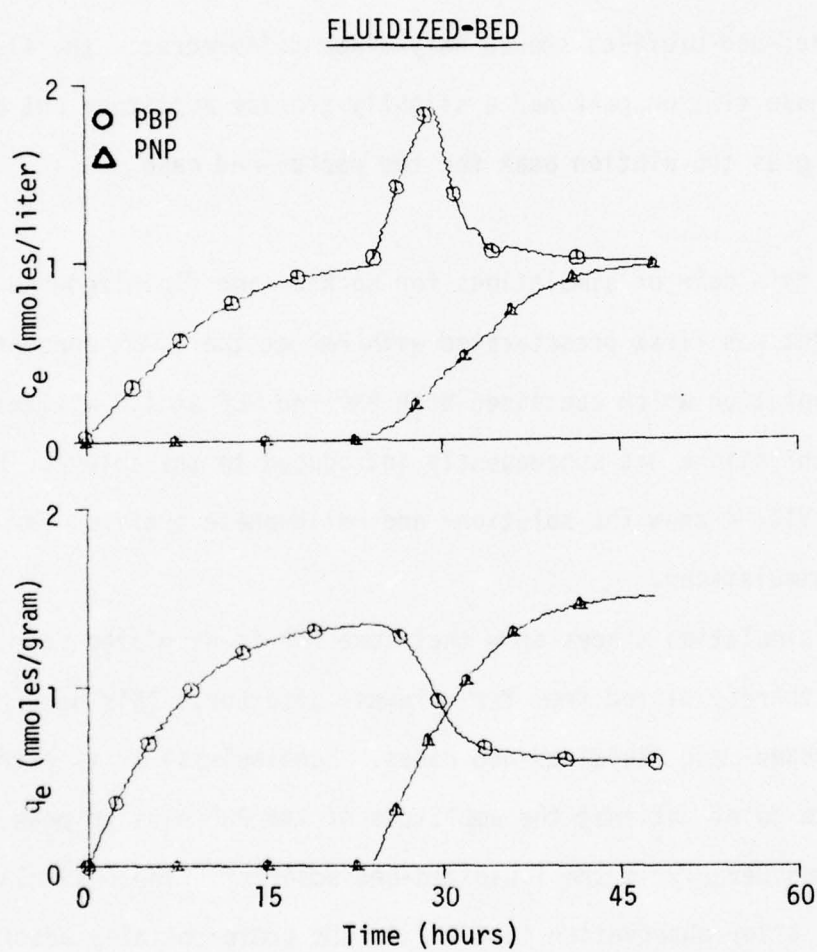 FLUIDIZED-BED
2
PBP
PNP
c_e (mmoles/liter)
1
0
60
2
q_e (mmoles/gram)
1
0
0
15
30
45
60
Time (hours)